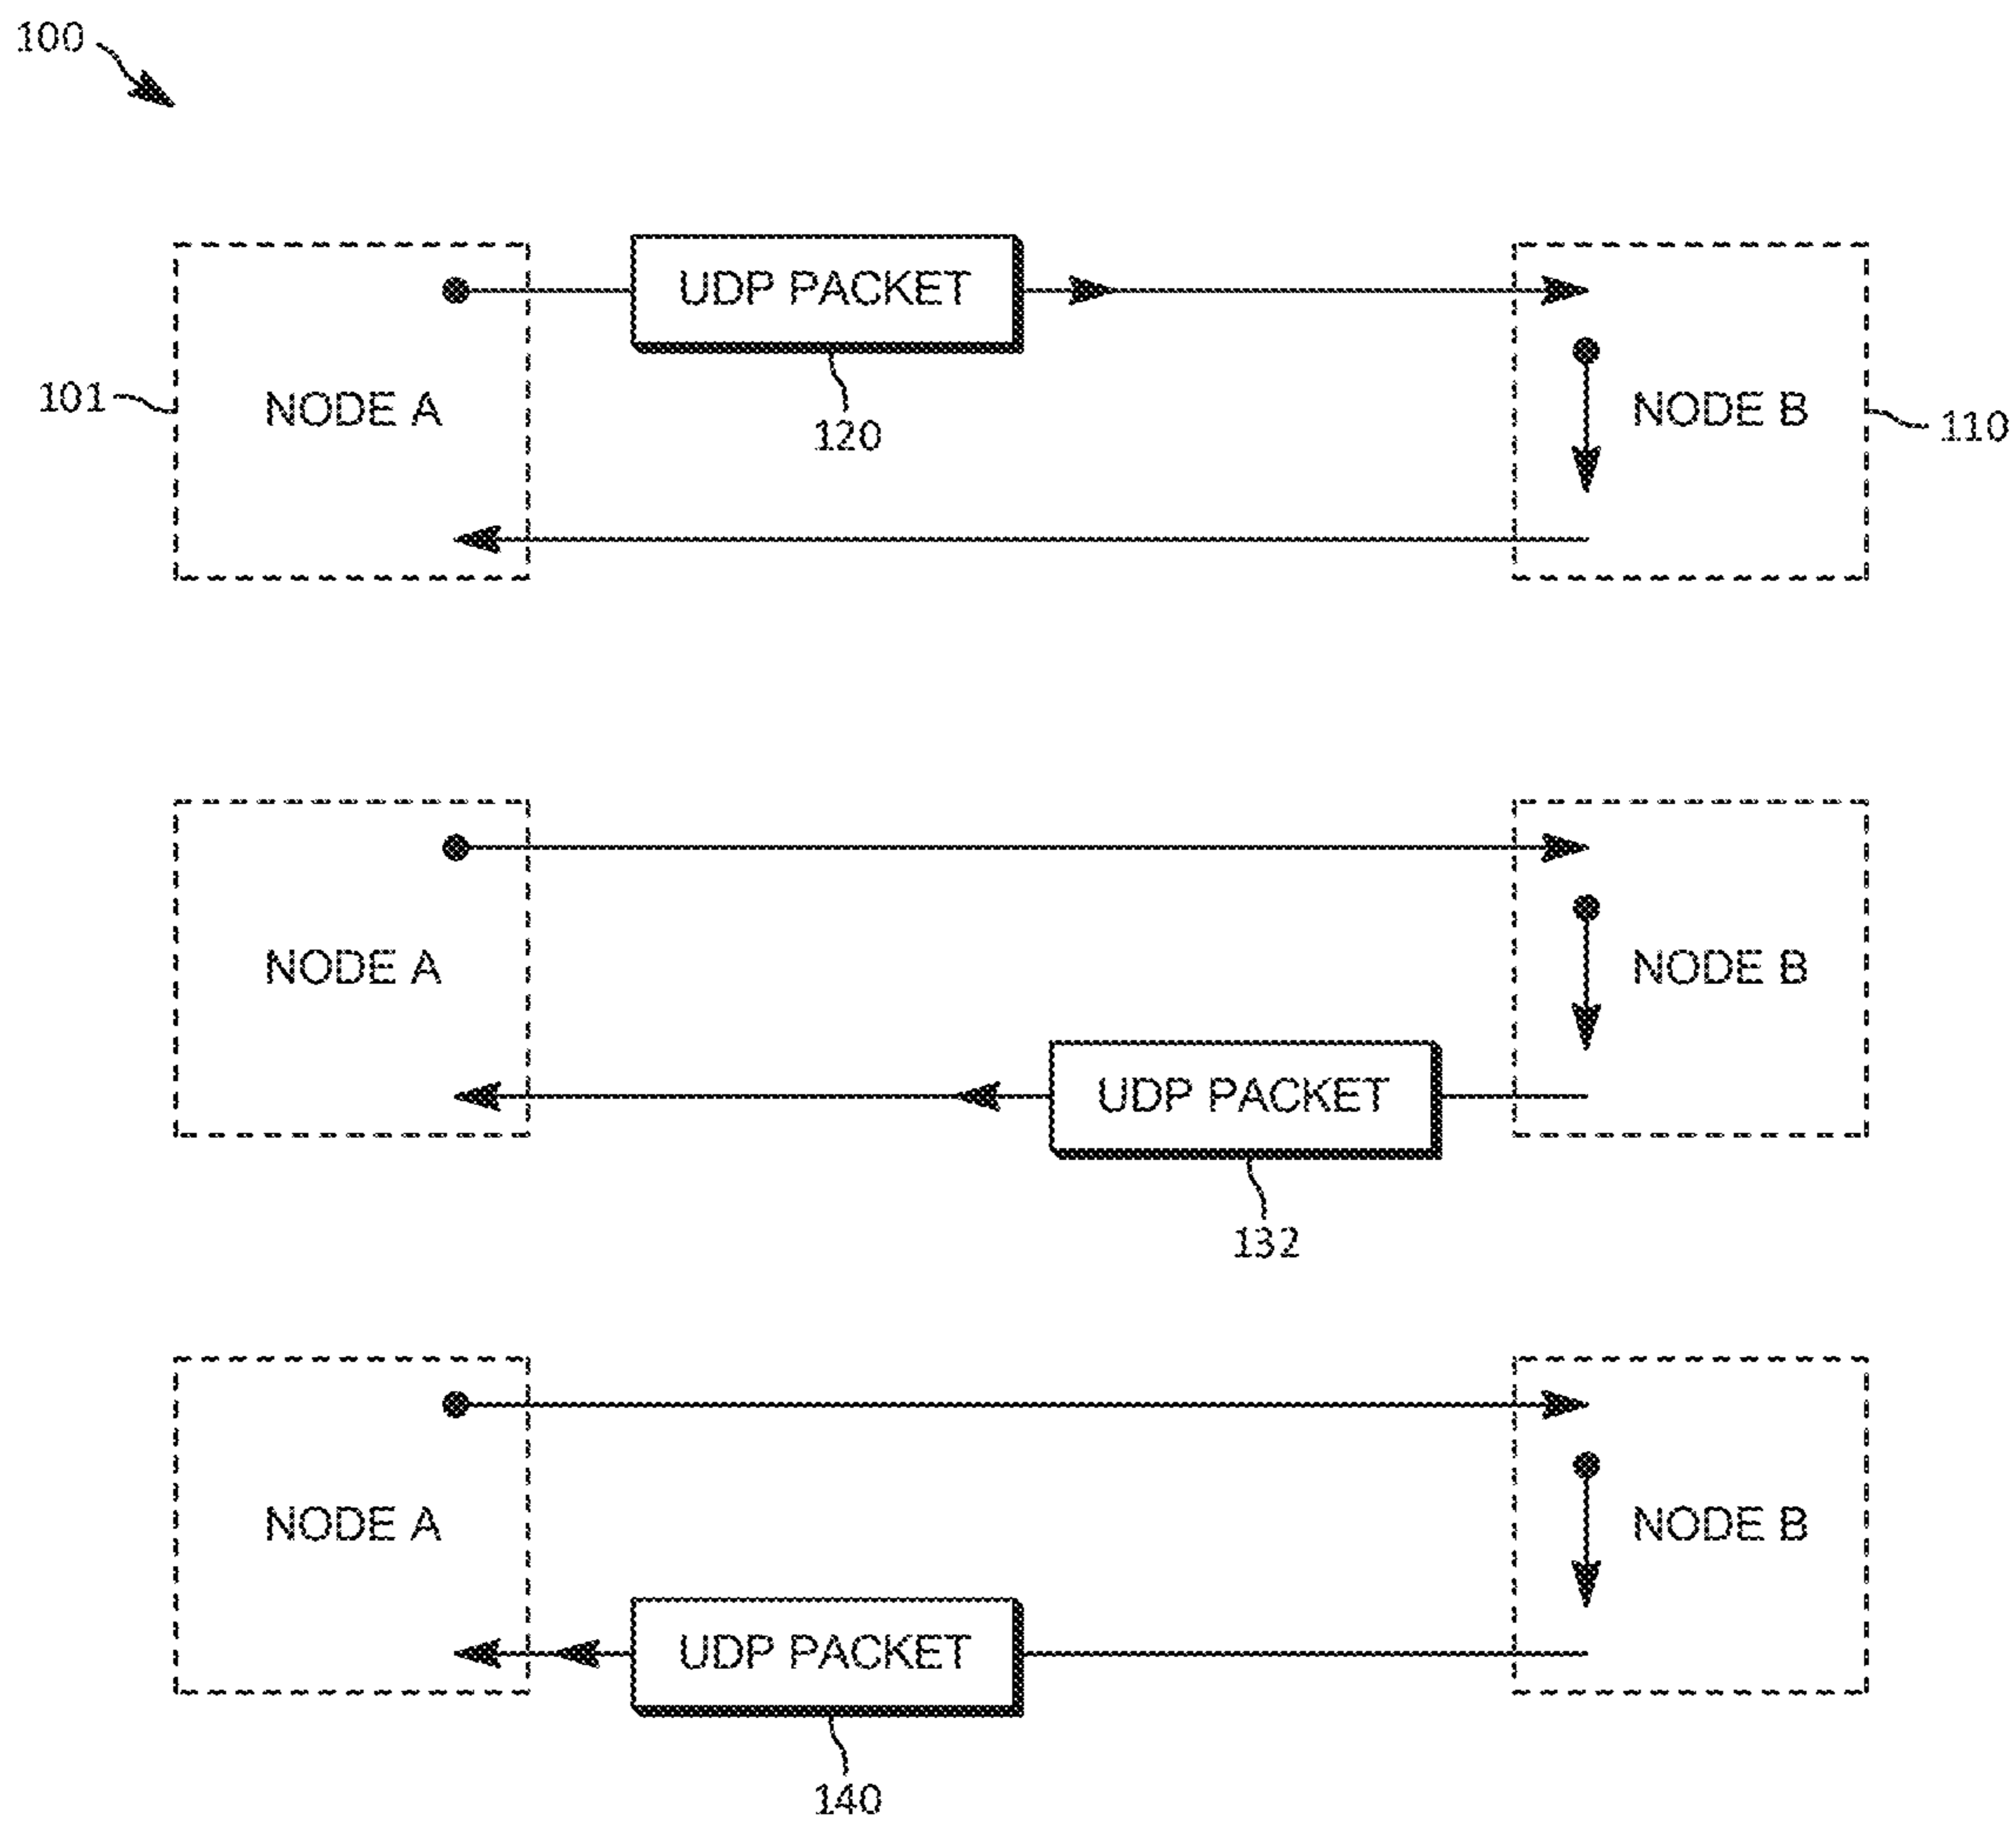 100
UDP PACKET
101
NODE A
120
NODE B
110
NODE A
NODE B
UDP PACKET
132
NODE A
NODE B
UDP PACKET
140